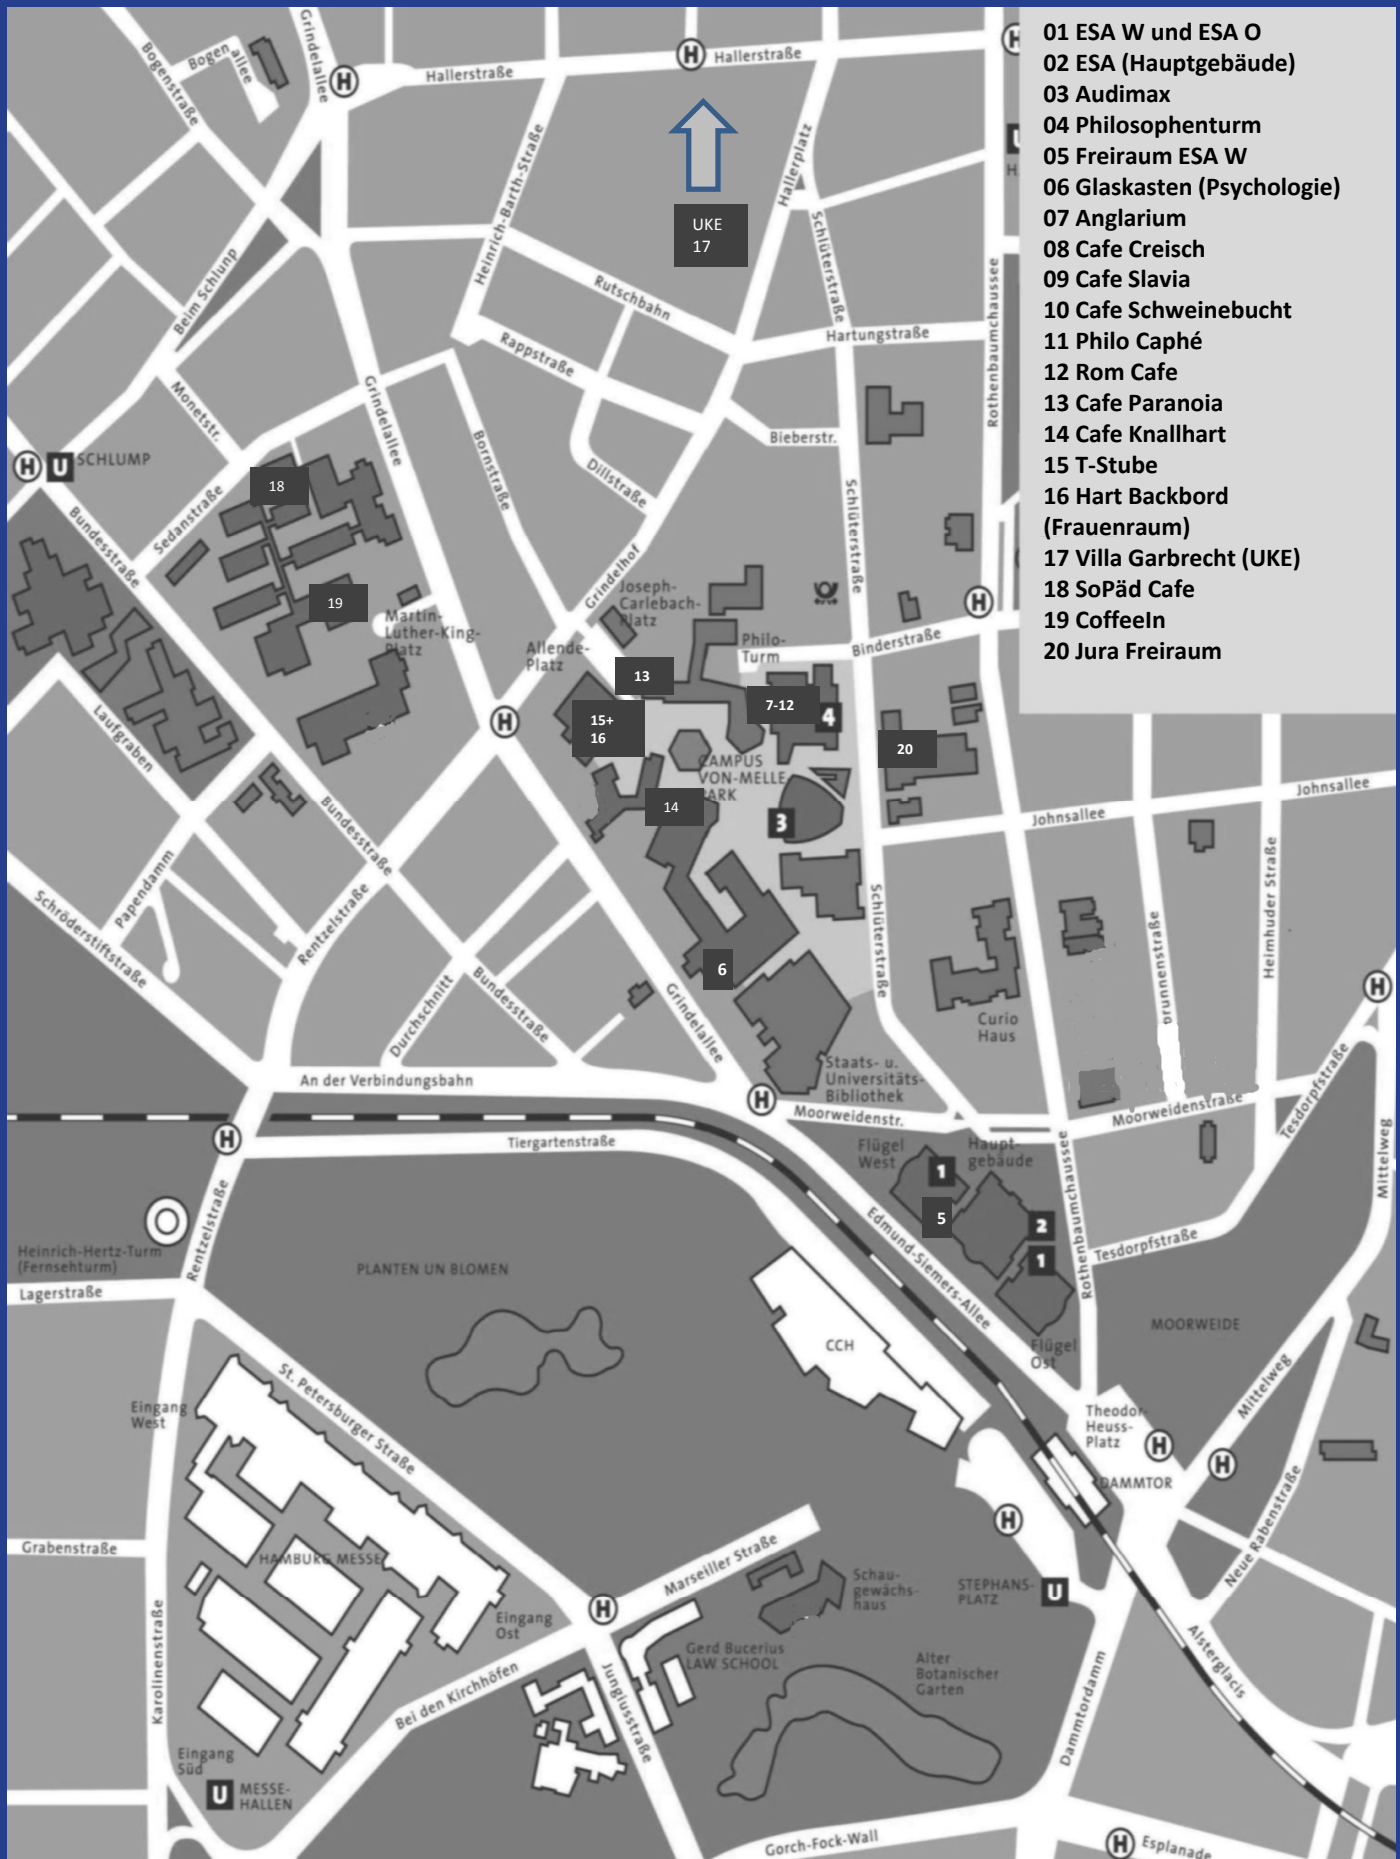 01 ESA W und ESA O
02 ESA (Hauptgebäude)
03 Audimax
04 Philosophenturm
05 Freiraum ESA W
06 Glaskasten (Psychologie)
07 Anglarium
08 Cafe Creisch
09 Cafe Slavia
10 Cafe Schweinebucht
11 Philo Caphé
12 Rom Cafe
13 Cafe Paranoia
14 Cafe Knallhart
15 T-Stube
16 Hart Backbord
(Frauenraum)
17 Villa Garbrecht (UKE)
18 SoPäd Cafe
19 CoffeeIn
20 Jura Freiraum
Bogenstraße
Bogen
allee
Grindelallee
H
Hallerstraße
H
Hallerstraße
H
U
H
UKE
17
Hallerplatz
Heinrich-Barth-Straße
Schlüterstraße
Rothenbaumchaussee
Beim Schlump
Rutschbahn
Rappstraße
Hartungstraße
Monetstr.
Grindelallee
Bornstraße
Dillstraße
Bieberstr.
H
U
SCHLUMP
18
Sedanstraße
Bundesstraße
Schlüterstraße
19
Martin-
Luther-King-
Platz
Grindelhof
Joseph-
Carlebach-
Platz
Allende-
Platz
Philo-
Turm
Binderstraße
H
13
7-12
4
15+
16
H
20
CAMPUS
VON-MELLE
PARK
14
3
Laufgraben
Bundesstraße
Johnsallee
Johnsallee
Papendamm
Rentzelstraße
Schröderstiftstraße
Schlüterstraße
Heimhuder Straße
6
Durchschnitt
Bundesstraße
Grindelallee
Curio
Haus
H
Staats- u.
Universitäts-
Bibliothek
An der Verbindungsbahn
H
Moorweidenstr.
Moorweidenstraße
Tesdorpfstraße
H
Tiergartenstraße
Flügel
West
Haupt-
gebäude
1
5
2
1
Rothenbaumchaussee
Mittelweg
Rentzelstraße
Heinrich-Hertz-Turm
(Fernsehturm)
Lagerstraße
PLANTEN UN BLOMEN
Edmund-Siemers-Allee
Tesdorpfstraße
MOORWEIDE
CCH
Flügel
Ost
St. Petersburger Straße
Eingang
West
Theodor-
Heuss-
Platz
H
H
Mittelweg
DAMMTOR
H
Neue Rabenstraße
Grabenstraße
HAMBURG MESSE
Marseiller Straße
Schau-
gewächs-
haus
STEPHANS-
PLATZ
U
H
Eingang
Ost
Karolinenstraße
Bei den Kirchhöfen
Jungiusstraße
Gerd Bucerius
LAW SCHOOL
Alter
Botanischer
Garten
Dammtordamm
Alsterglacis
Eingang
Süd
U
MESSE-
HALLEN
Gorch-Fock-Wall
H
Esplanade